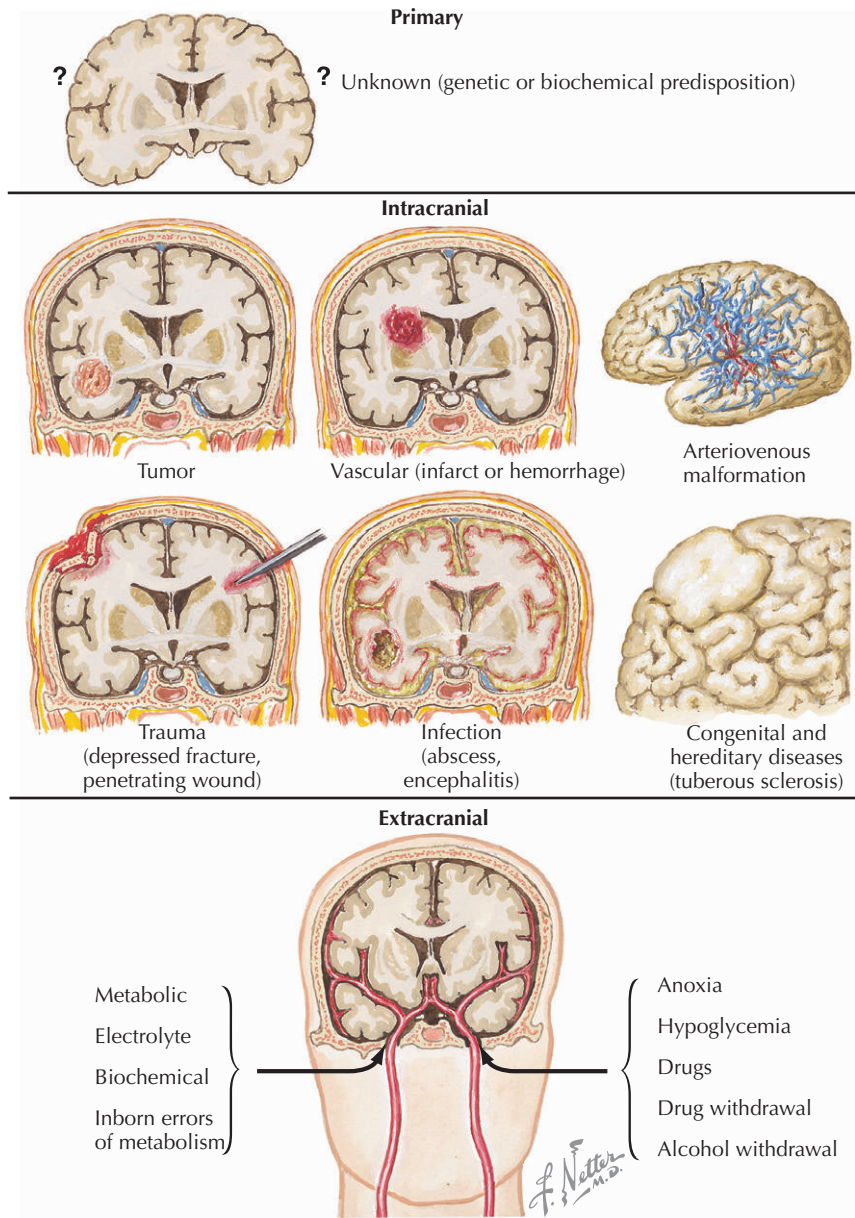 Primary
?
? Unknown (genetic or biochemical predisposition)
Intracranial
Tumor
Vascular (infarct or hemorrhage)
Arteriovenous
malformation
Trauma
(depressed fracture,
penetrating wound)
Infection
(abscess,
encephalitis)
Congenital and
hereditary diseases
(tuberous sclerosis)
Extracranial
Metabolic
Electrolyte
Biochemical
Inborn errors
of metabolism
Anoxia
Hypoglycemia
Drugs
Drug withdrawal
Alcohol withdrawal
F. Netter
M.D.